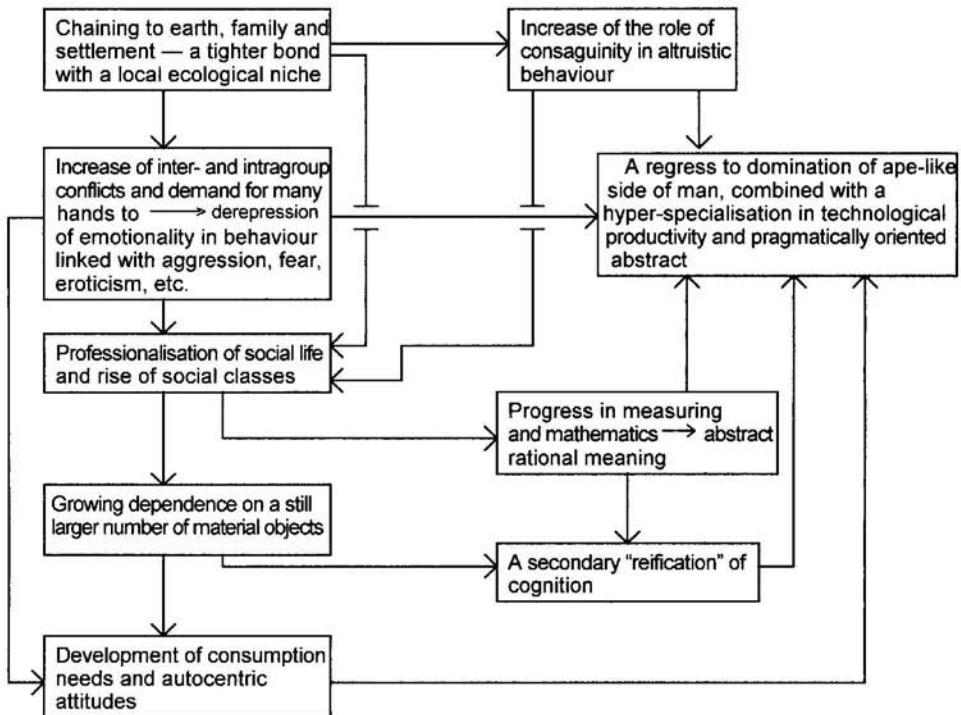 Chaining to earth, family and
settlement — a tighter bond
with a local ecological niche
Increase of the role of
consaguinity in altruistic
behaviour
Increase of inter- and intragroup
conflicts and demand for many
hands to → derepression
of emotionality in behaviour
linked with aggression, fear,
eroticism, etc.
A regress to domination of ape-like
side of man, combined with a
hyper-specialisation in technological
productivity and pragmatically oriented
abstract
Professionalisation of social life
and rise of social classes
Progress in measuring
and mathematics → abstract
rational meaning
Growing dependence on a still
larger number of material objects
A secondary “reification” of
cognition
Development of consumption
needs and autocentric
attitudes